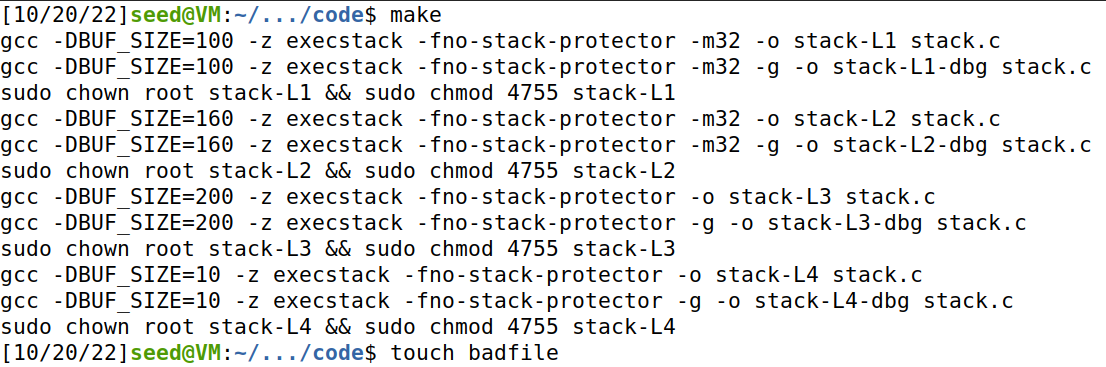 [10/20/22]seed@VM:~/.../code$ make
gcc -DBUF_SIZE=100 -z execstack -fno-stack-protector -m32 -o stack-L1 stack.c
gcc -DBUF_SIZE=100 -z execstack -fno-stack-protector -m32 -g -o stack-L1-dbg stack.c
sudo chown root stack-L1 && sudo chmod 4755 stack-L1
gcc -DBUF_SIZE=160 -z execstack -fno-stack-protector -m32 -o stack-L2 stack.c
gcc -DBUF_SIZE=160 -z execstack -fno-stack-protector -m32 -g -o stack-L2-dbg stack.c
sudo chown root stack-L2 && sudo chmod 4755 stack-L2
gcc -DBUF_SIZE=200 -z execstack -fno-stack-protector -o stack-L3 stack.c
gcc -DBUF_SIZE=200 -z execstack -fno-stack-protector -g -o stack-L3-dbg stack.c
sudo chown root stack-L3 && sudo chmod 4755 stack-L3
gcc -DBUF_SIZE=10 -z execstack -fno-stack-protector -o stack-L4 stack.c
gcc -DBUF_SIZE=10 -z execstack -fno-stack-protector -g -o stack-L4-dbg stack.c
sudo chown root stack-L4 && sudo chmod 4755 stack-L4
[10/20/22]seed@VM:~/.../code$ touch badfile